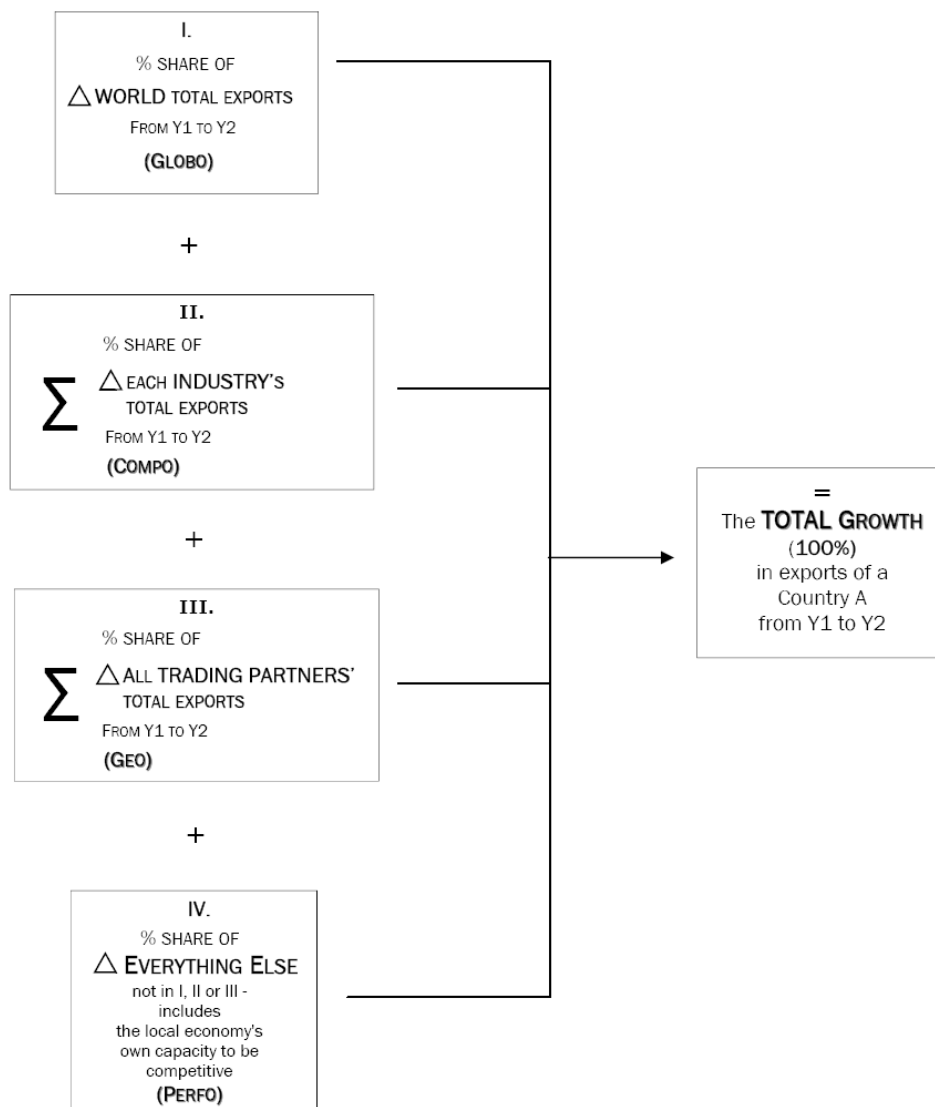 I.
% SHARE OF
△ WORLD TOTAL EXPORTS
FROM Y1 TO Y2
(GLOBO)
+
II.
% SHARE OF
∑ △ EACH INDUSTRY'S
TOTAL EXPORTS
FROM Y1 TO Y2
(COMPO)
+
III.
% SHARE OF
∑ △ ALL TRADING PARTNERS'
TOTAL EXPORTS
FROM Y1 TO Y2
(GEO)
+
IV.
% SHARE OF
△ EVERYTHING ELSE
not in I, II or III -
includes
the local economy's
own capacity to be
competitive
(PERFO)
=
The TOTAL GROWTH
(100%)
in exports of a
Country A
from Y1 to Y2